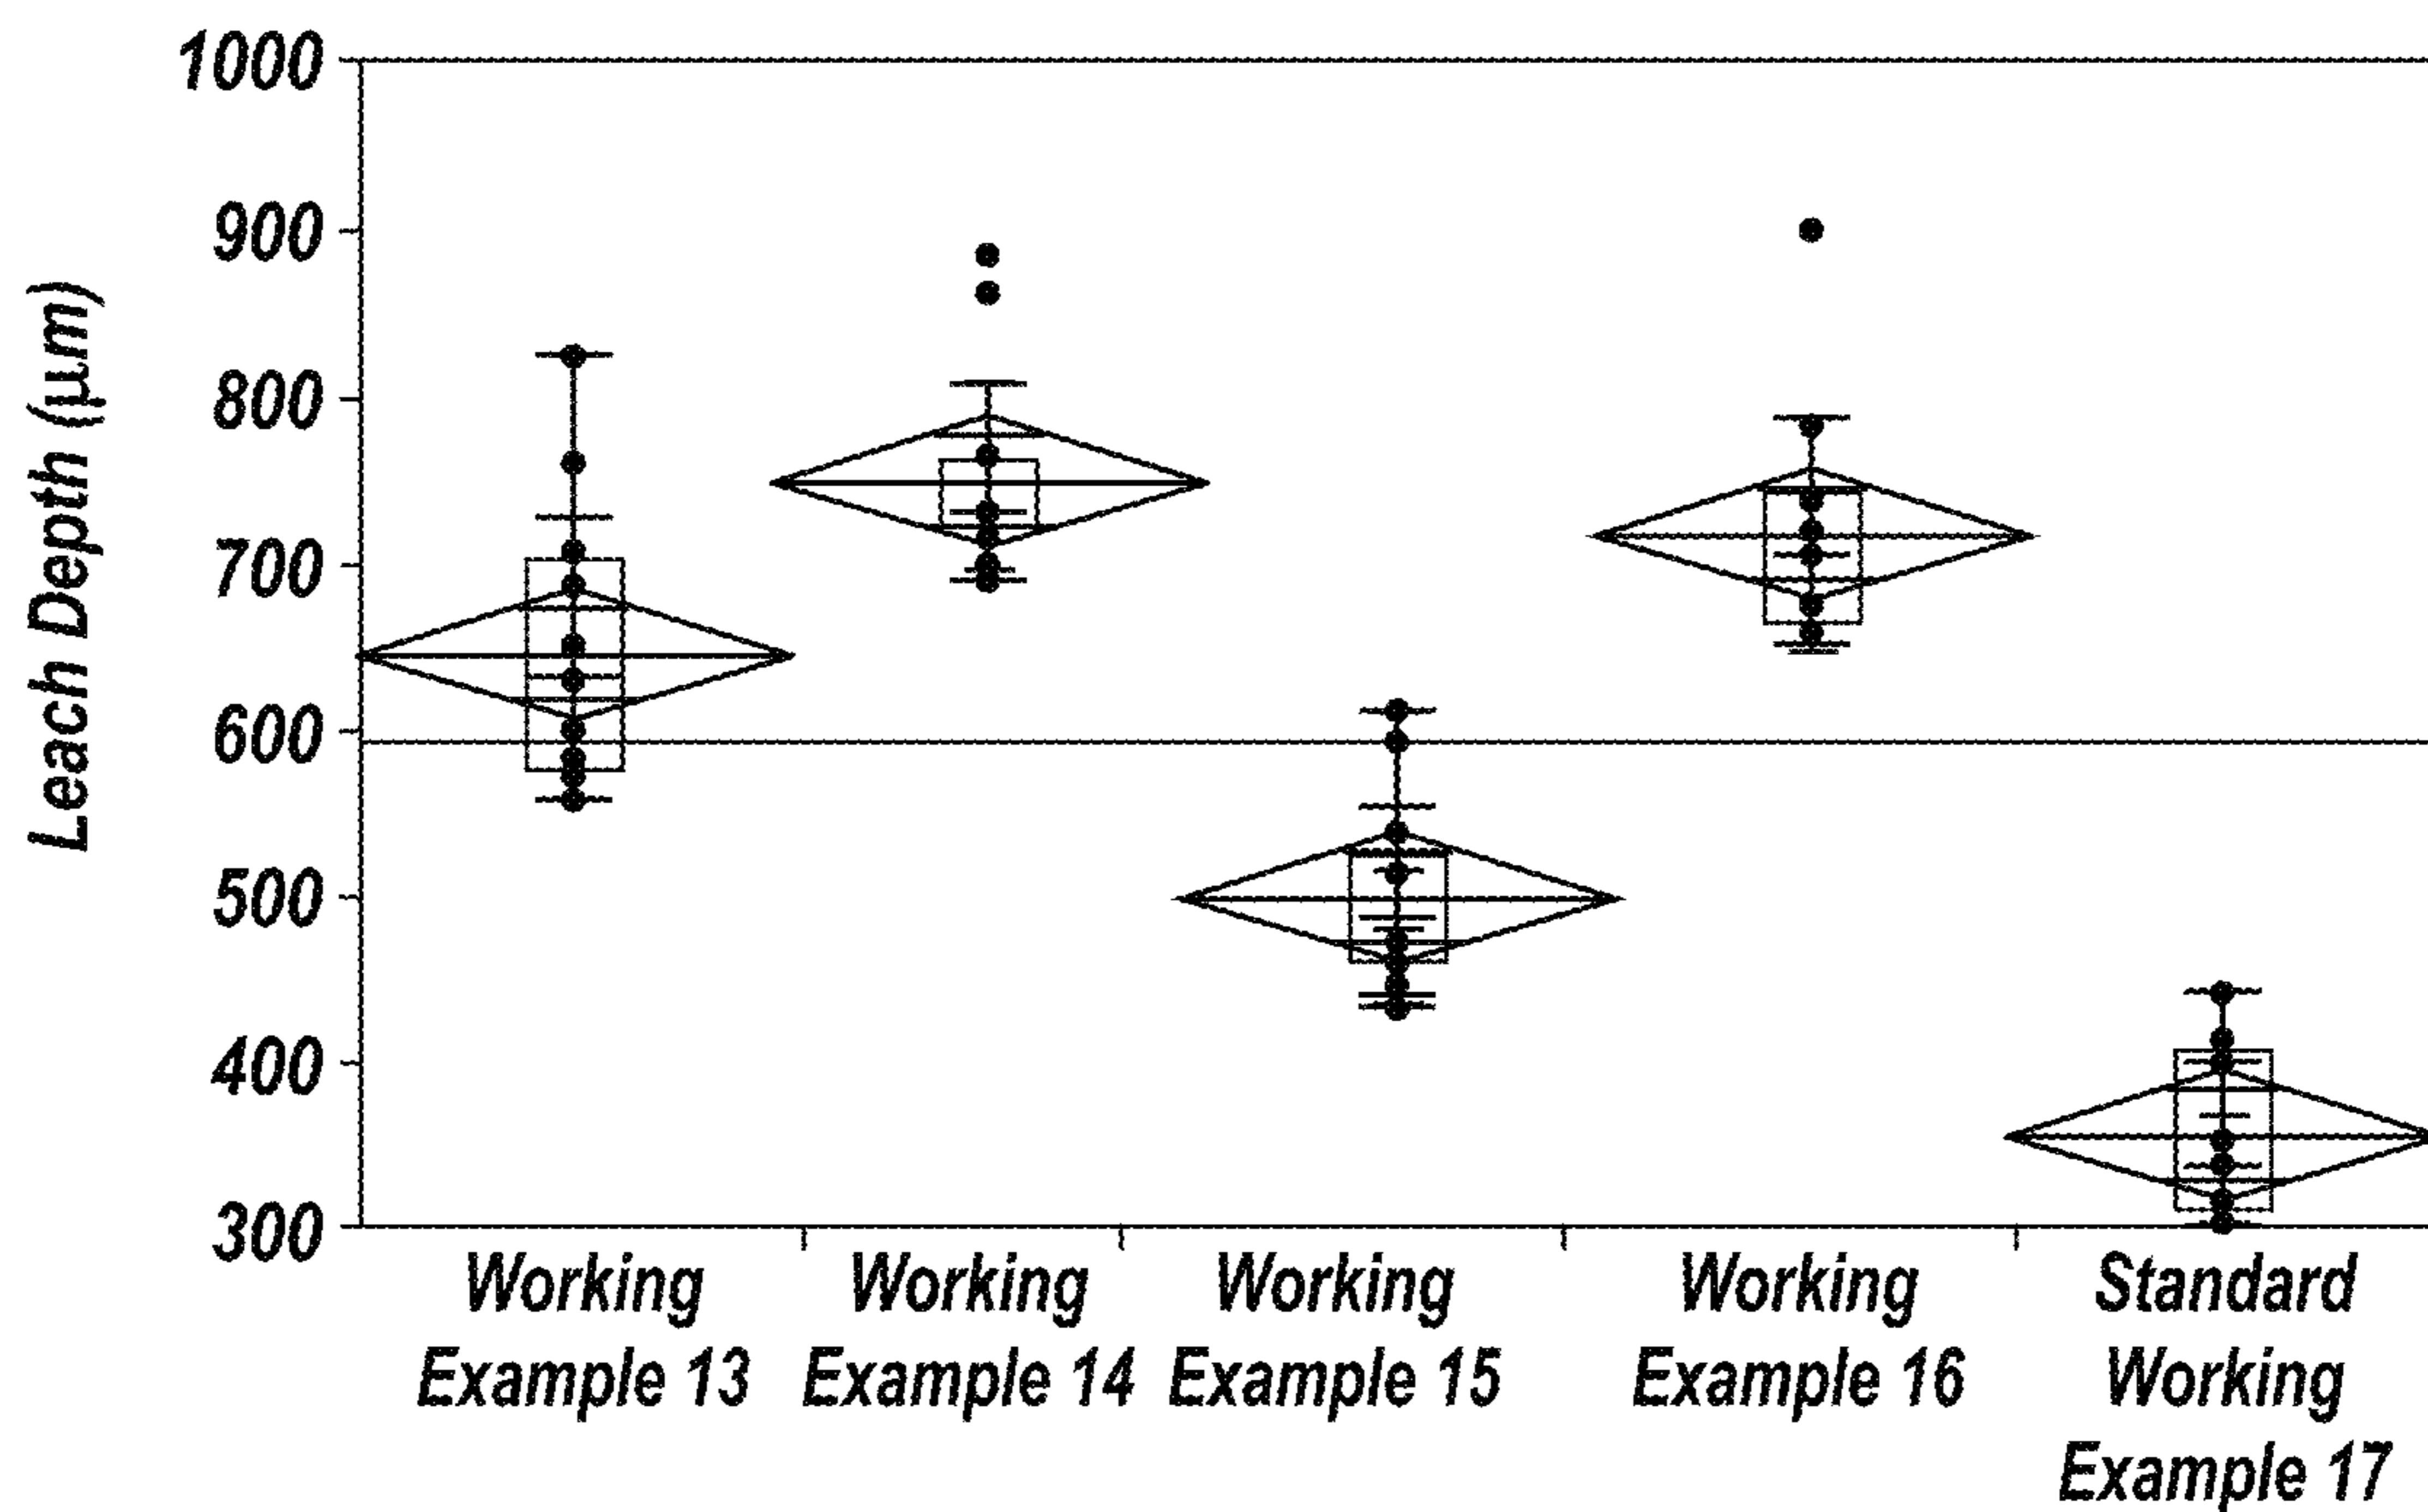 Leach Depth (µm)
1000
900
800
700
600
500
400
300
Working
Example 13
Working
Example 14
Working
Example 15
Working
Example 16
Standard
Working
Example 17